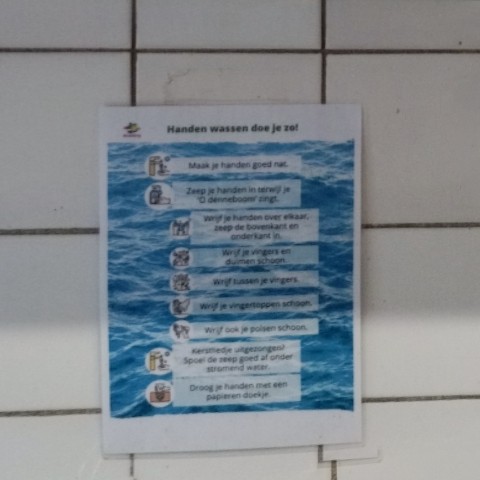 Handen wassen doe je zo!
Maak je handen goed nat.
Zeep je handen in terwijl je
'O denneboom' zingt.
Wrijf je handen over elkaar,
zeep de bovenkant en
onderkant in.
Wrijf je vingers en
duimen schoon.
Wrijf tussen je vingers.
Wrijf je vingertoppen schoon.
Wrijf ook je polsen schoon.
Kerstliedje uitgezongen?
Spoel de zeep goed af onder
stromend water.
Droog je handen met een
papieren doekje.